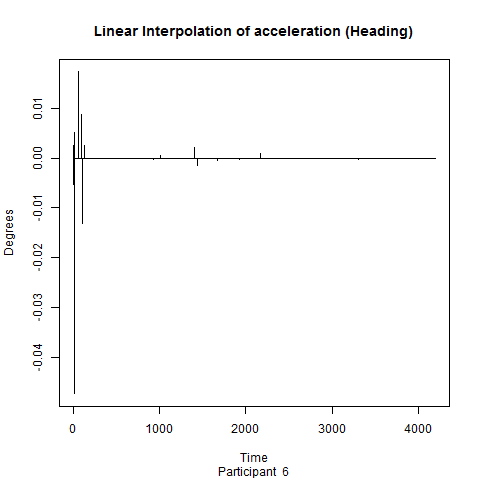 Linear Interpolation of acceleration (Heading)
0.01
0.00
-0.01
-0.02
-0.03
-0.04
Degrees
0 1000 2000 3000 4000
Time
Participant 6